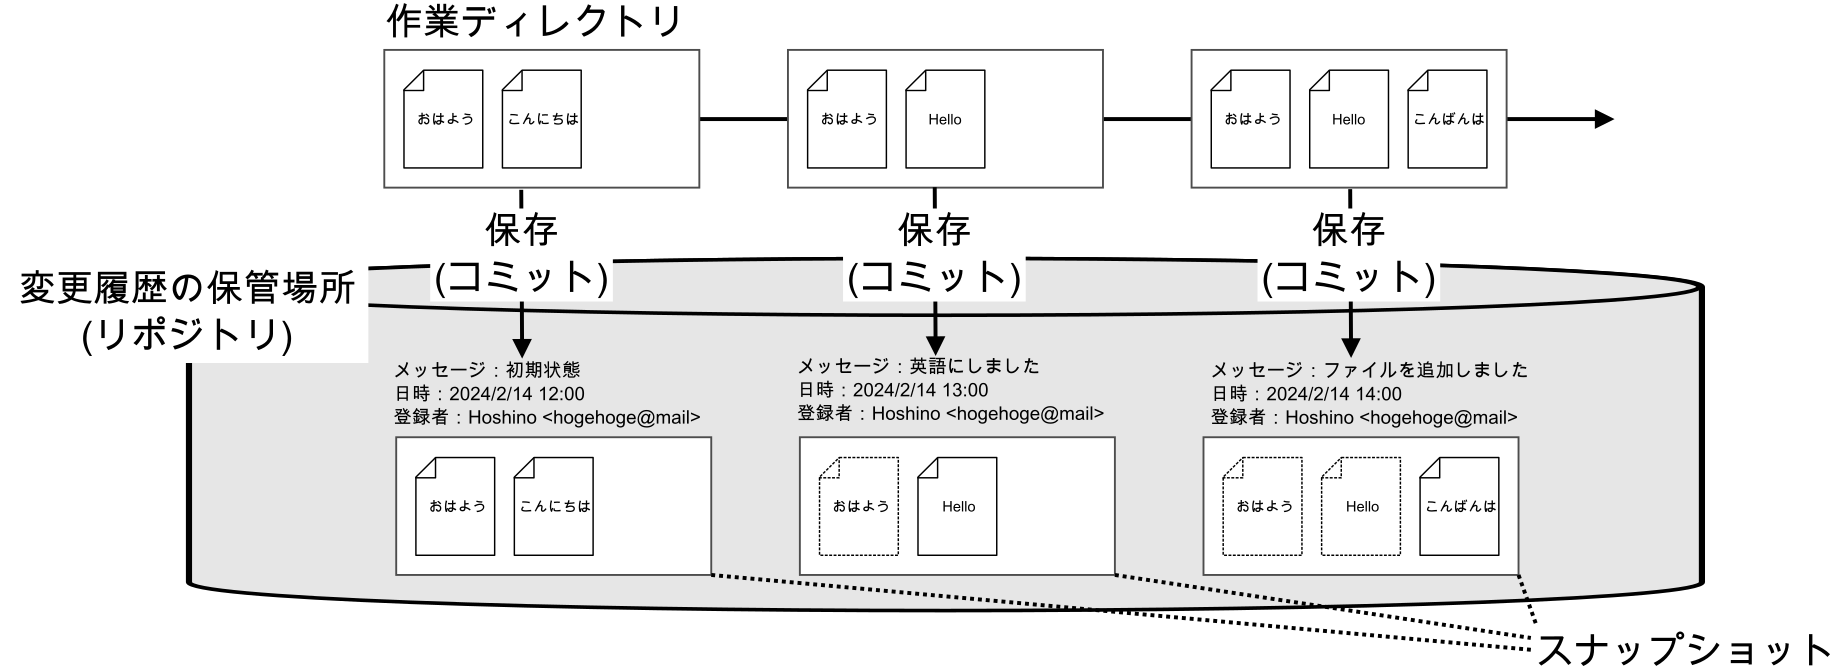 作業ディレクトリ
おはよう
こんにちは
おはよう
Hello
おはよう
Hello
こんばんは
保存
(コミット)
保存
(コミット)
保存
(コミット)
変更履歴の保管場所
(リポジトリ)
メッセージ：初期状態
日時：2024/2/14 12:00
登録者：Hoshino <hogehoge@mail>
メッセージ：英語にしました
日時：2024/2/14 13:00
登録者：Hoshino <hogehoge@mail>
メッセージ：ファイルを追加しました
日時：2024/2/14 14:00
登録者：Hoshino <hogehoge@mail>
おはよう
こんにちは
おはよう
Hello
おはよう
Hello
こんばんは
スナップショット